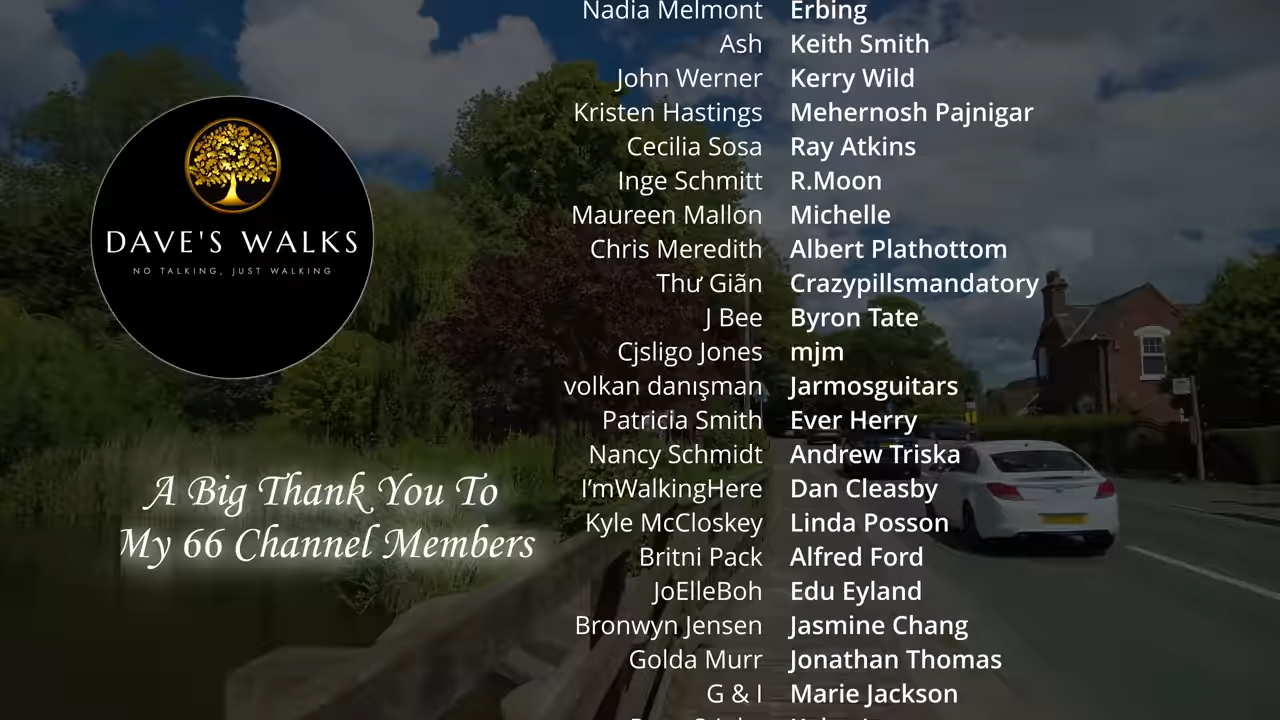 DAVE'S WALKS
NO TALKING, JUST WALKING
A Big Thank You To
My 66 Channel Members
Nadia Melmont Erbing
Ash Keith Smith
John Werner Kerry Wild
Kristen Hastings Mehernosh Pajnigar
Cecilia Sosa Ray Atkins
Inge Schmitt R.Moon
Maureen Mallon Michelle
Chris Meredith Albert Plathottom
Thư Giãn Crazypillsmandatory
J Bee Byron Tate
Cjsligo Jones mjm
volkan danışman Jarmosguitars
Patricia Smith Ever Herry
Nancy Schmidt Andrew Triska
I'mWalkingHere Dan Cleasby
Kyle McCloskey Linda Posson
Britni Pack Alfred Ford
JoElleBoh Edu Eyland
Bronwyn Jensen Jasmine Chang
Golda Murr Jonathan Thomas
G & I Marie Jackson